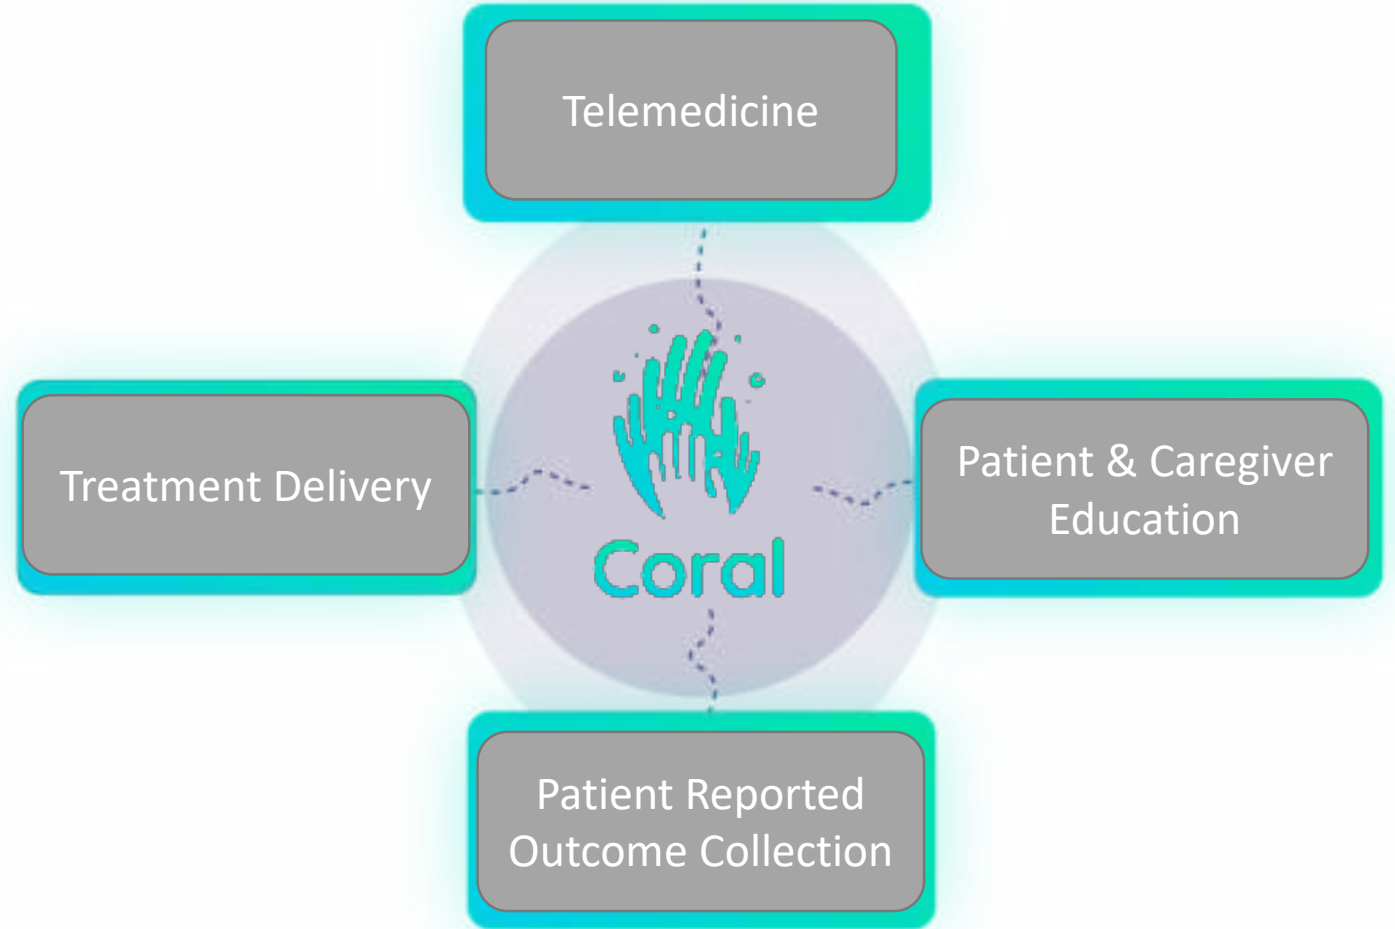 Telemedicine
Treatment Delivery
Coral
Patient & Caregiver
Education
Patient Reported
Outcome Collection